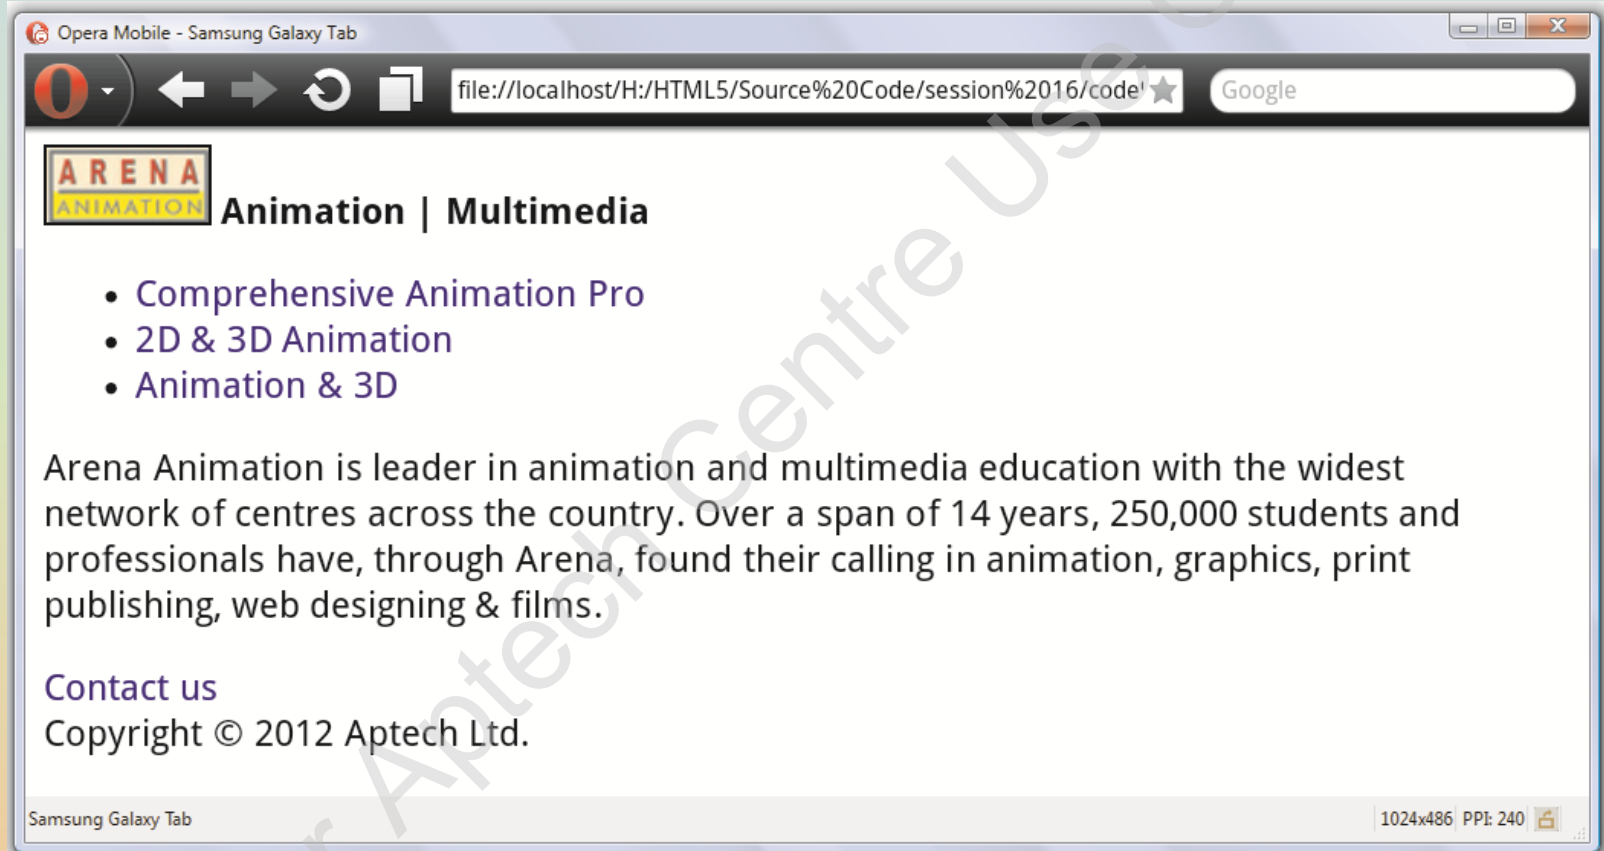 Opera Mobile - Samsung Galaxy Tab
file://localhost/H:/HTML5/Source%20Code/session%2016/code
Google
ARENA
ANIMATION
Animation | Multimedia
• Comprehensive Animation Pro
• 2D & 3D Animation
• Animation & 3D
Arena Animation is leader in animation and multimedia education with the widest
network of centres across the country. Over a span of 14 years, 250,000 students and
professionals have, through Arena, found their calling in animation, graphics, print
publishing, web designing & films.
Contact us
Copyright © 2012 Aptech Ltd.
Samsung Galaxy Tab
1024x486 PPI: 240
Aptech Centre Use